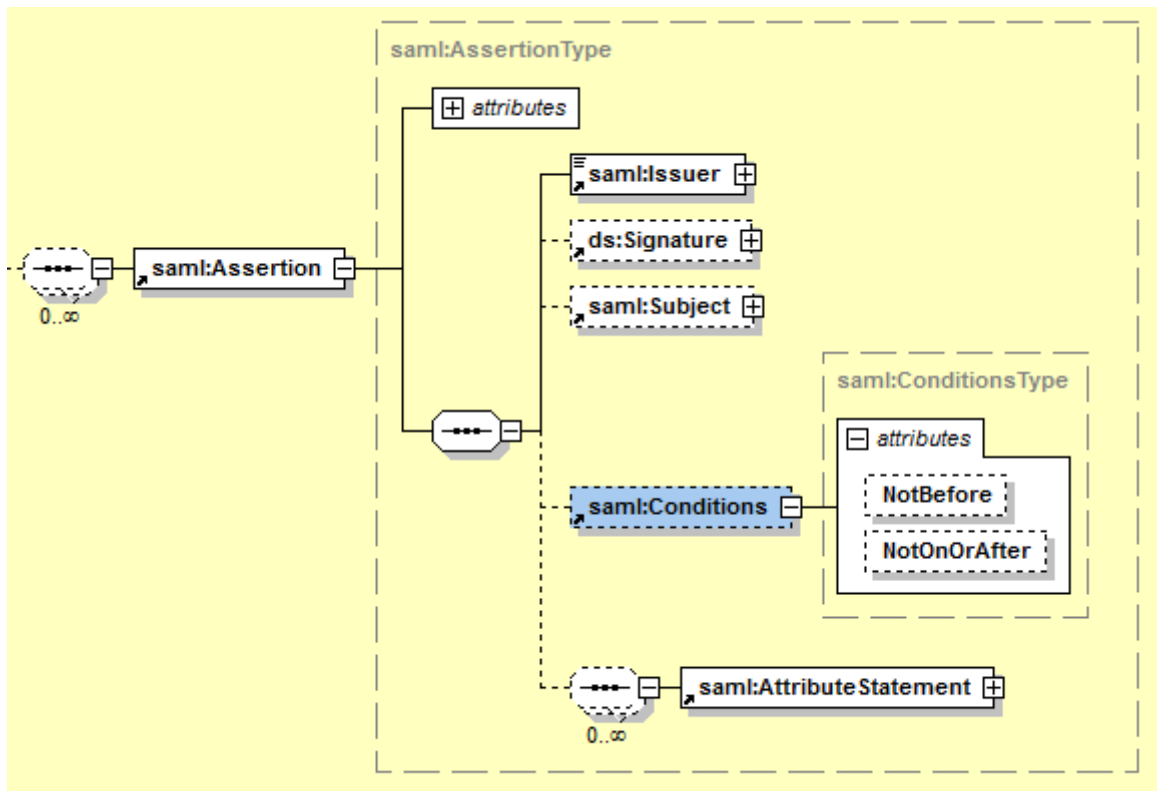 saml:AssertionType
attributes
saml:Issuer
ds:Signature
saml:Assertion
0..∞
saml:Subject
saml:ConditionsType
attributes
saml:Conditions
NotBefore
NotOnOrAfter
saml:AttributeStatement
0..∞